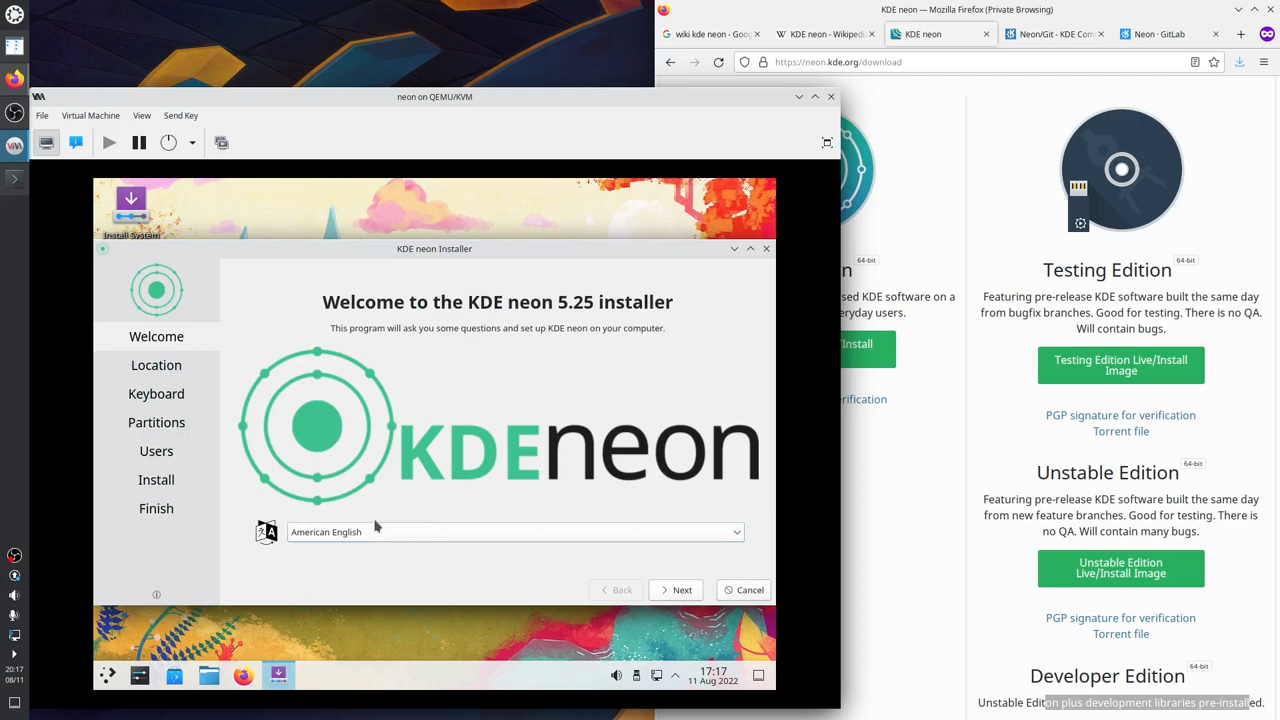 KDE neon — Mozilla Firefox (Private Browsing)
wiki kde neon - Goo
KDE neon - Wikipedi
KDE neon
Neon/Git - KDE Com
Neon · GitLab
https://neon.kde.org/download
neon on QEMU/KVM
File
Virtual Machine
View
Send Key
Install System
KDE neon Installer
Welcome
Location
Keyboard
Partitions
Users
Install
Finish
Welcome to the KDE neon 5.25 installer
This program will ask you some questions and set up KDE neon on your computer.
KDEneon
American English
Back
Next
Cancel
17:17
11 Aug 2022
20:17
08/11
64-bit
n
sed KDE software on a
eryday users.
/Install
erification
Testing Edition
64-bit
Featuring pre-release KDE software built the same day
from bugfix branches. Good for testing. There is no QA.
Will contain bugs.
Testing Edition Live/Install
Image
PGP signature for verification
Torrent file
Unstable Edition
64-bit
Featuring pre-release KDE software built the same day
from new feature branches. Good for testing. There is
no QA. Will contain many bugs.
Unstable Edition
Live/Install Image
PGP signature for verification
Torrent file
Developer Edition
64-bit
Unstable Edition plus development libraries pre-installed.